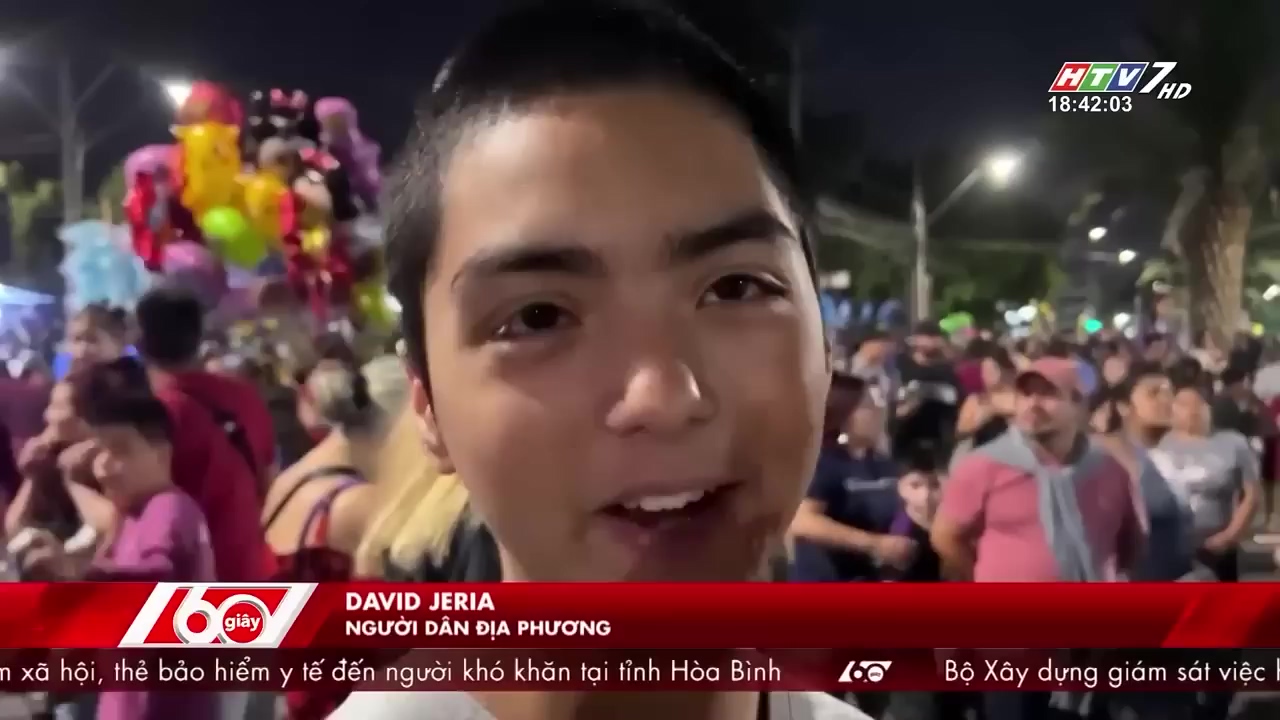 HTV7 HD
18:42:03
60 giây
DAVID JERIA
NGƯỜI DÂN ĐỊA PHƯƠNG
xã hội, thẻ bảo hiểm y tế đến người khó khăn tại tỉnh Hòa Bình 60 giây Bộ Xây dựng giám sát việc